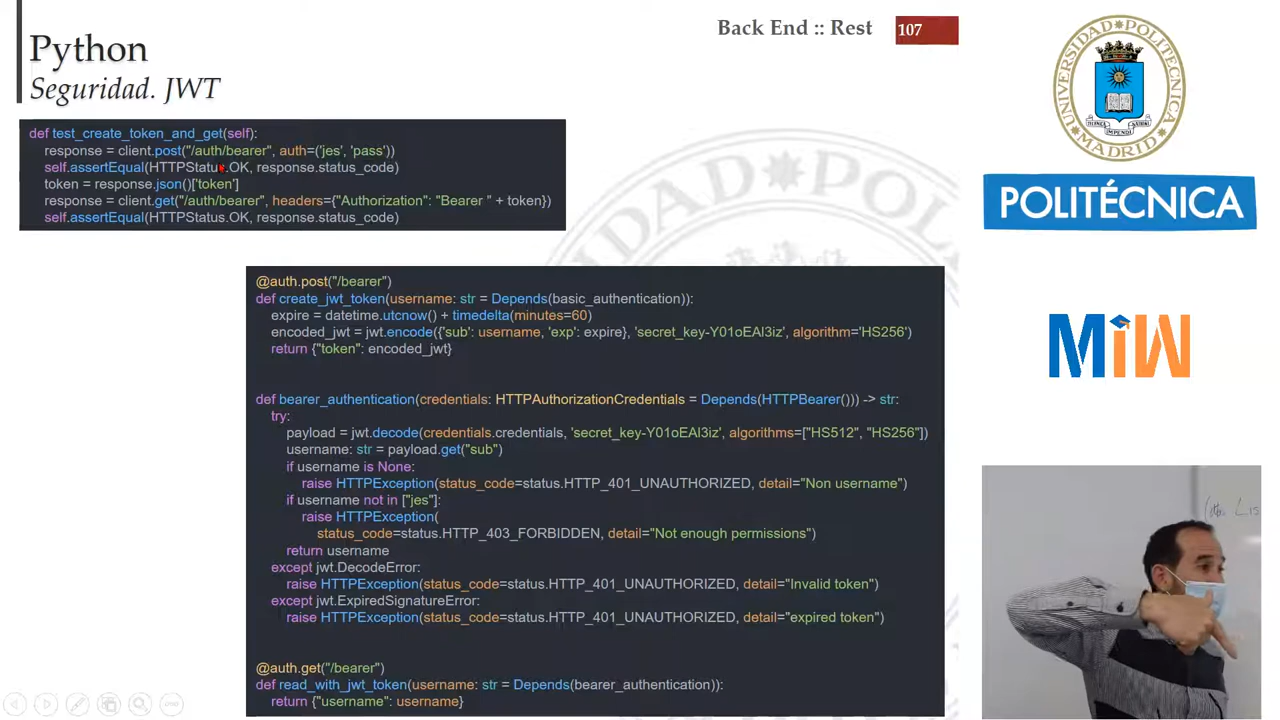 Back End :: Rest
107
Python
Seguridad. JWT
def test_create_token_and_get(self):
response = client.post("/auth/bearer", auth=('jes', 'pass'))
self.assertEqual(HTTPStatus.OK, response.status_code)
token = response.json()['token']
response = client.get("/auth/bearer", headers={"Authorization": "Bearer " + token})
self.assertEqual(HTTPStatus.OK, response.status_code)
@auth.post("/bearer")
def create_jwt_token(username: str = Depends(basic_authentication)):
expire = datetime.utcnow() + timedelta(minutes=60)
encoded_jwt = jwt.encode({'sub': username, 'exp': expire}, 'secret_key-Y01oEAI3iz', algorithm='HS256')
return {"token": encoded_jwt}
def bearer_authentication(credentials: HTTPAuthorizationCredentials = Depends(HTTPBearer())) -> str:
try:
payload = jwt.decode(credentials.credentials, 'secret_key-Y01oEAI3iz', algorithms=["HS512", "HS256"])
username: str = payload.get("sub")
if username is None:
raise HTTPException(status_code=status.HTTP_401_UNAUTHORIZED, detail="Non username")
if username not in ["jes"]:
raise HTTPException(
status_code=status.HTTP_403_FORBIDDEN, detail="Not enough permissions")
return username
except jwt.DecodeError:
raise HTTPException(status_code=status.HTTP_401_UNAUTHORIZED, detail="Invalid token")
except jwt.ExpiredSignatureError:
raise HTTPException(status_code=status.HTTP_401_UNAUTHORIZED, detail="expired token")
@auth.get("/bearer")
def read_with_jwt_token(username: str = Depends(bearer_authentication)):
return {"username": username}
UNIVERSIDAD POLITÉCNICA
DE MADRID
POLITÉCNICA
MiW